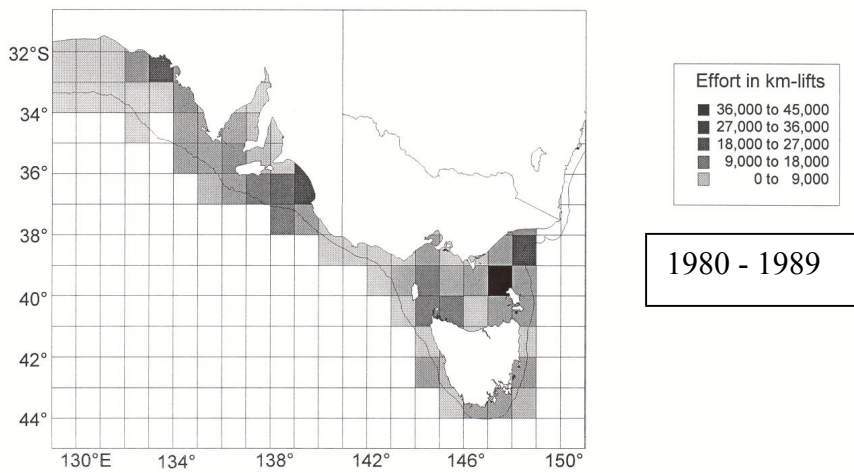 32°S
34°
36°
38°
40°
42°
44°
130°E 134° 138° 142° 146° 150°
Effort in km-lifts
36,000 to 45,000
27,000 to 36,000
18,000 to 27,000
9,000 to 18,000
0 to 9,000
1980 - 1989